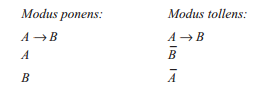 Modus ponens: Modus tollens:
A → B A → B
A B̅
B A̅